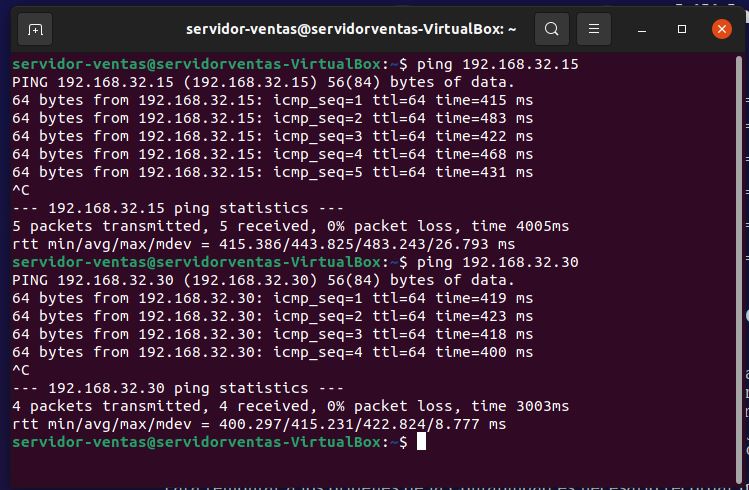 servidor-ventas@servidorventas-VirtualBox: ~
servidor-ventas@servidorventas-VirtualBox:~$ ping 192.168.32.15
PING 192.168.32.15 (192.168.32.15) 56(84) bytes of data.
64 bytes from 192.168.32.15: icmp_seq=1 ttl=64 time=415 ms
64 bytes from 192.168.32.15: icmp_seq=2 ttl=64 time=483 ms
64 bytes from 192.168.32.15: icmp_seq=3 ttl=64 time=422 ms
64 bytes from 192.168.32.15: icmp_seq=4 ttl=64 time=468 ms
64 bytes from 192.168.32.15: icmp_seq=5 ttl=64 time=431 ms
^C
--- 192.168.32.15 ping statistics ---
5 packets transmitted, 5 received, 0% packet loss, time 4005ms
rtt min/avg/max/mdev = 415.386/443.825/483.243/26.793 ms
servidor-ventas@servidorventas-VirtualBox:~$ ping 192.168.32.30
PING 192.168.32.30 (192.168.32.30) 56(84) bytes of data.
64 bytes from 192.168.32.30: icmp_seq=1 ttl=64 time=419 ms
64 bytes from 192.168.32.30: icmp_seq=2 ttl=64 time=423 ms
64 bytes from 192.168.32.30: icmp_seq=3 ttl=64 time=418 ms
64 bytes from 192.168.32.30: icmp_seq=4 ttl=64 time=400 ms
^C
--- 192.168.32.30 ping statistics ---
4 packets transmitted, 4 received, 0% packet loss, time 3003ms
rtt min/avg/max/mdev = 400.297/415.231/422.824/8.777 ms
servidor-ventas@servidorventas-VirtualBox:~$